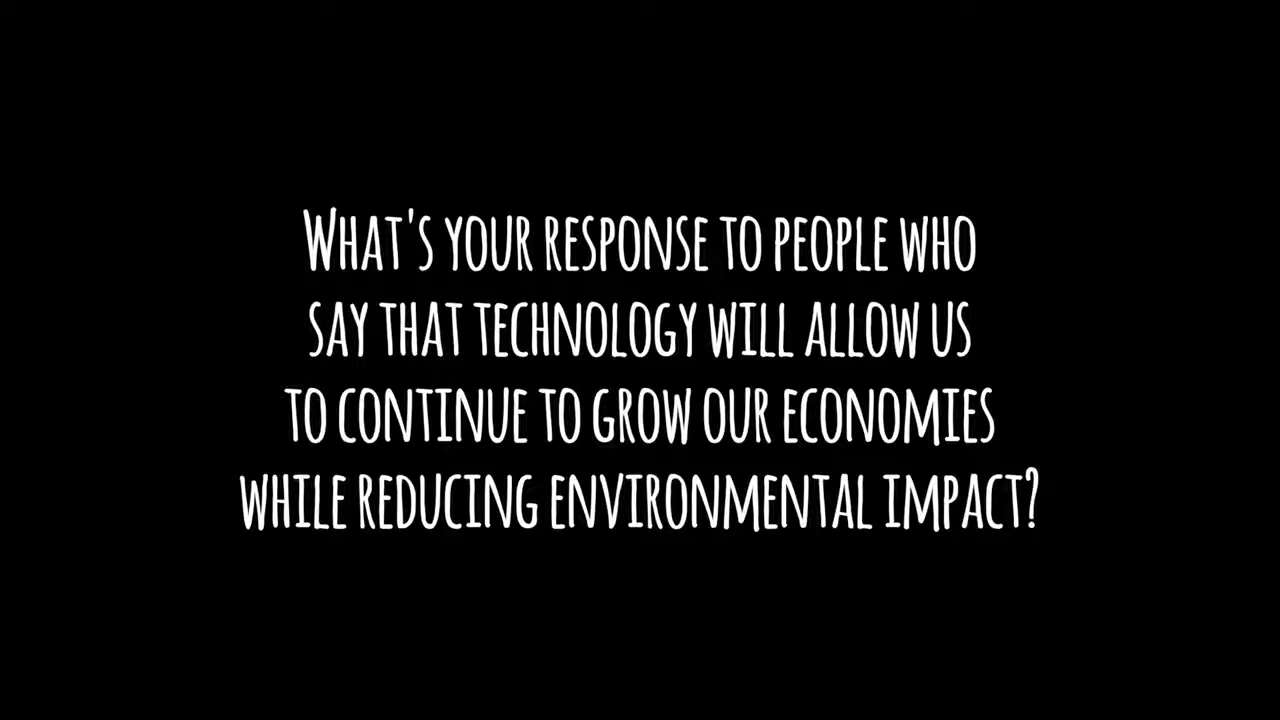 What's your response to people who
say that technology will allow us
to continue to grow our economies
while reducing environmental impact?